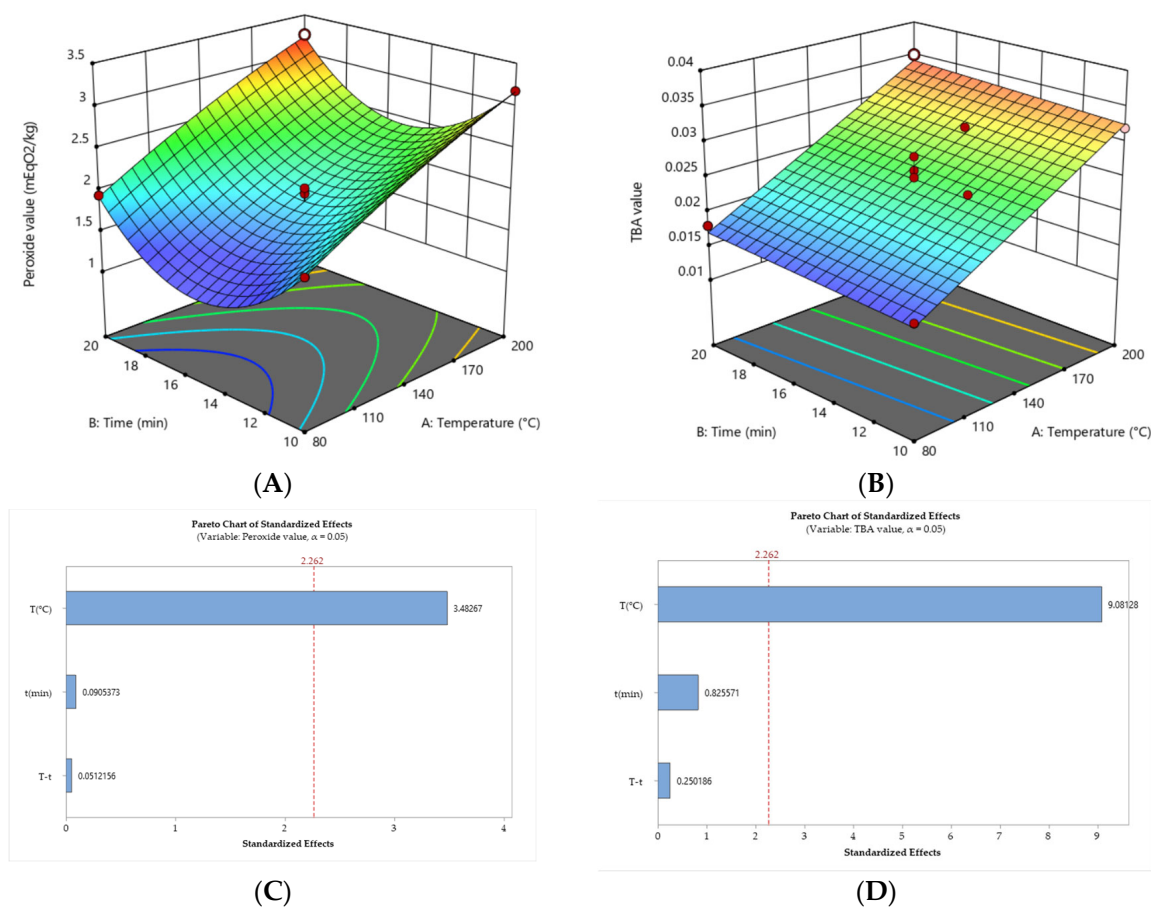 3.5
3
2.5
2
1.5
1
Peroxide value (mEqO2/kg)
20
18
16
14
12
10
B: Time (min)
80
110
140
170
200
A: Temperature (°C)
(A)
0.04
0.035
0.03
0.025
0.02
0.015
0.01
TBA value
20
18
16
14
12
10
B: Time (min)
80
110
140
170
200
A: Temperature (°C)
(B)
Pareto Chart of Standardized Effects
(Variable: Peroxide value, α = 0.05)
2.262
T(°C)
3.48267
t(min)
0.0905373
T-t
0.0512156
0 1 2 3 4
Standardized Effects
(C)
Pareto Chart of Standardized Effects
(Variable: TBA value, α = 0.05)
2.262
T(°C)
9.08128
t(min)
0.825571
T-t
0.250186
0 1 2 3 4 5 6 7 8 9
Standardized Effects
(D)